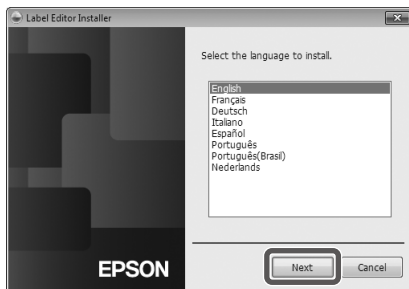 Label Editor Installer
Select the language to install.
English
Français
Deutsch
Italiano
Español
Português
Português(Brasil)
Nederlands
EPSON
Next
Cancel